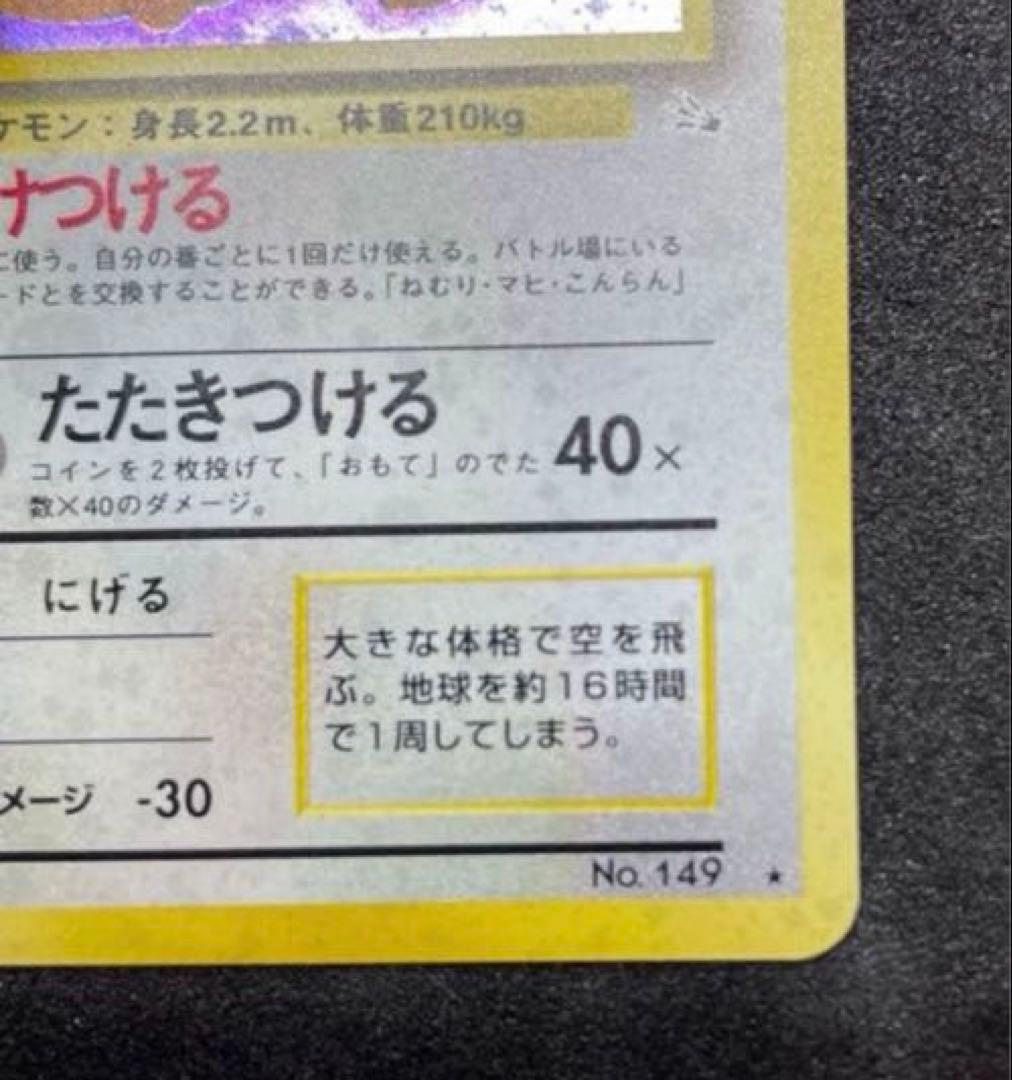 ケモン：身長2.2m、体重210kg
けつける
に使う。自分の番ごとに1回だけ使える。バトル場にいる
ードとを交換することができる。「ねむり・マヒ・こんらん」
たたきつける 40×
コインを2枚投げて、「おもて」のでた
数×40のダメージ。
にげる
大きな体格で空を飛
ぶ。地球を約16時間
で1周してしまう。
メージ -30
No. 149 ★